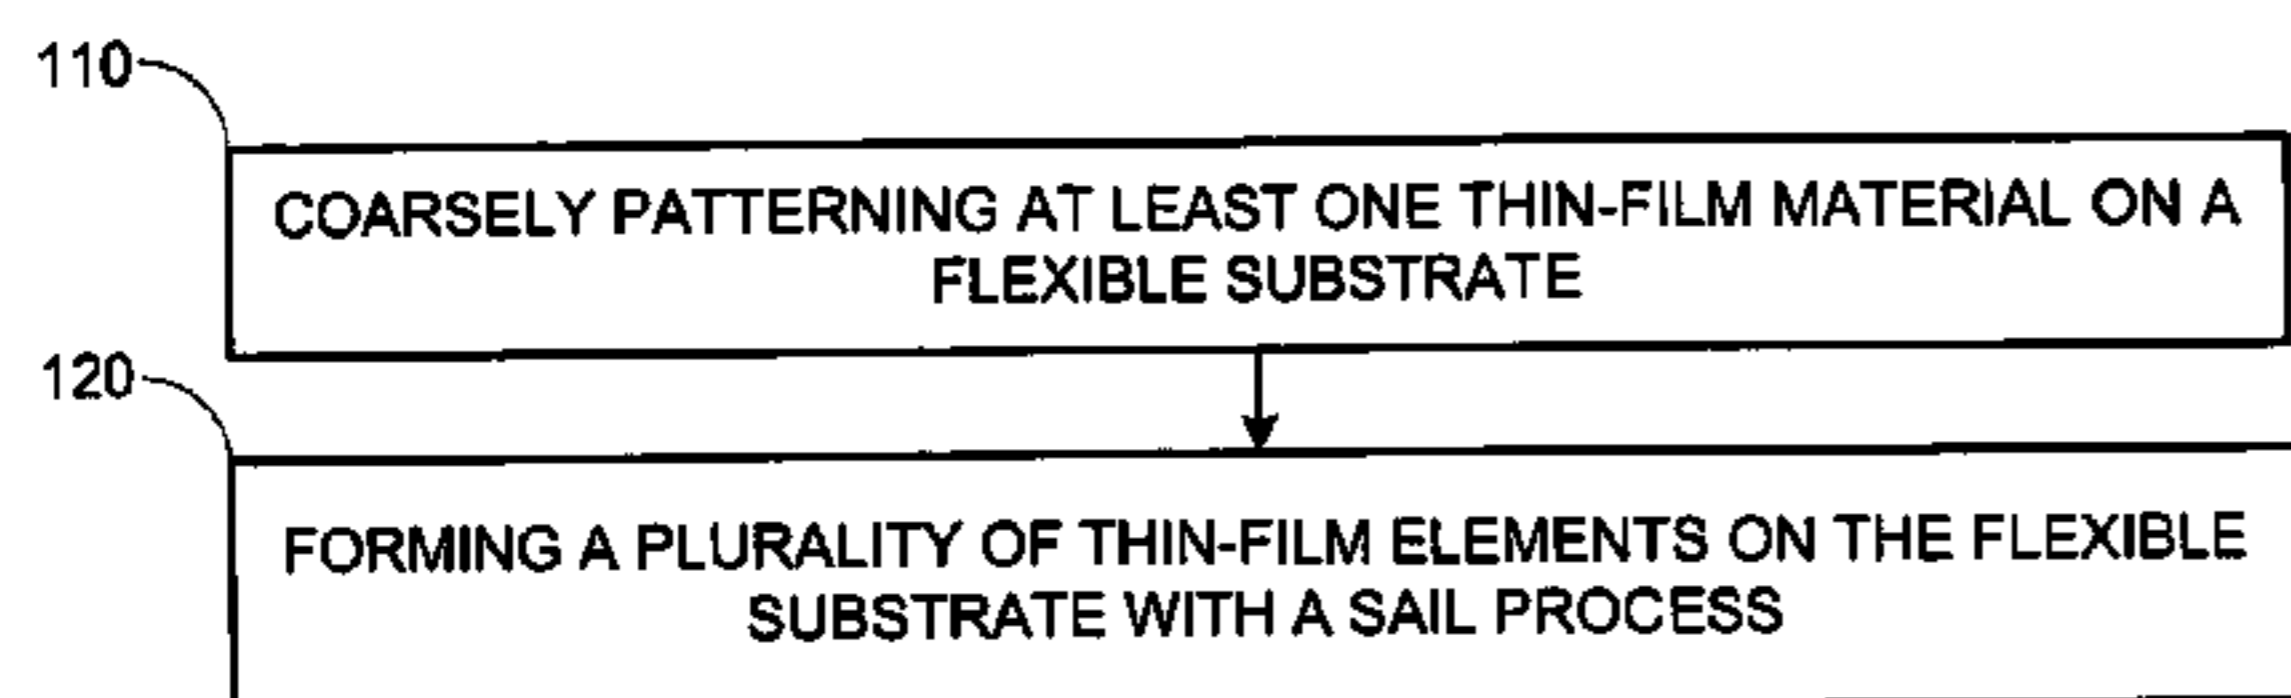 110
COARSELY PATTERNING AT LEAST ONE THIN-FILM MATERIAL ON A
FLEXIBLE SUBSTRATE
120
FORMING A PLURALITY OF THIN-FILM ELEMENTS ON THE FLEXIBLE
SUBSTRATE WITH A SAIL PROCESS